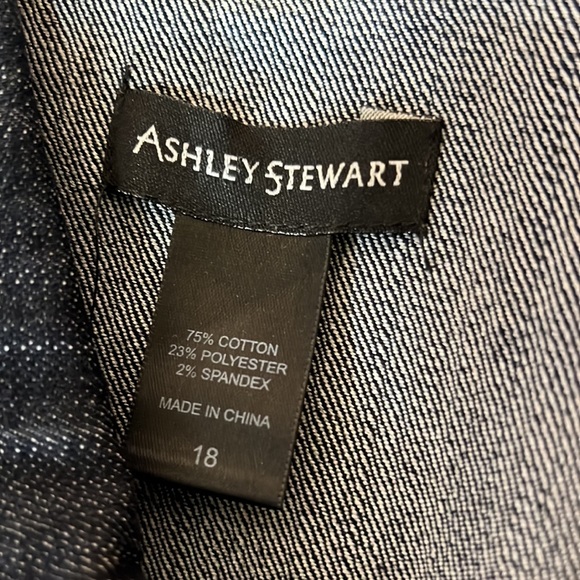 ASHLEY STEWART
75% COTTON
23% POLYESTER
2% SPANDEX
MADE IN CHINA
18